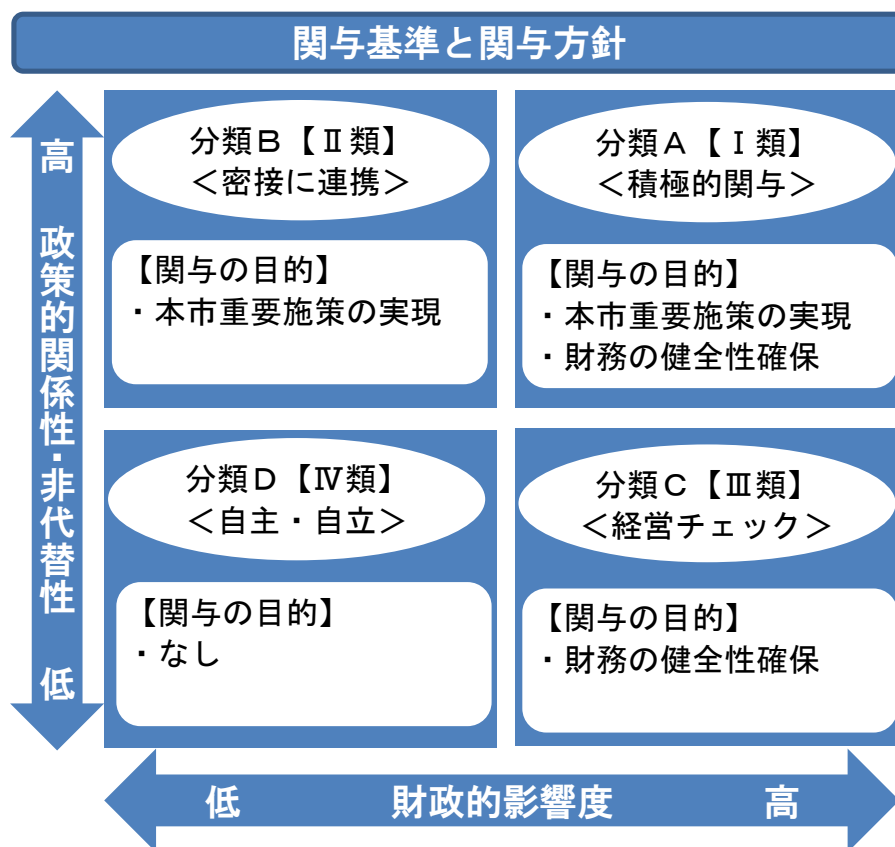 関与基準と関与方針
高 政策的関係性・非代替性 低
分類Ｂ【Ⅱ類】
＜密接に連携＞
【関与の目的】
・本市重要施策の実現
分類Ａ【Ⅰ類】
＜積極的関与＞
【関与の目的】
・本市重要施策の実現
・財務の健全性確保
分類Ｄ【Ⅳ類】
＜自主・自立＞
【関与の目的】
・なし
分類Ｃ【Ⅲ類】
＜経営チェック＞
【関与の目的】
・財務の健全性確保
低 財政的影響度 高